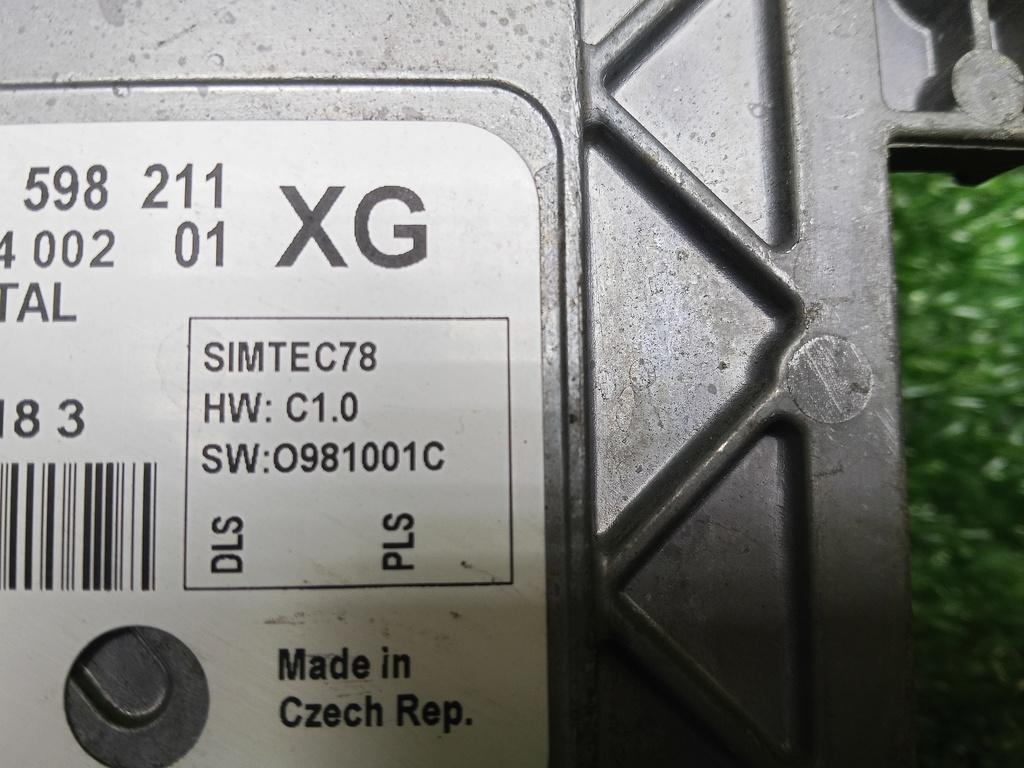 598 211 XG
4 002 01
TAL
SIMTEC78
HW: C1.0
SW:O981001C
18 3
DLS PLS
Made in
Czech Rep.